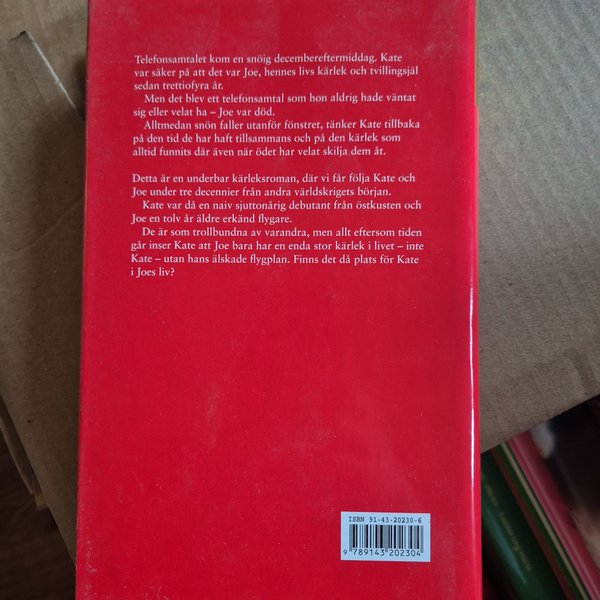 Telefonsamtalet kom en snöig decembereftermiddag. Kate
var säker på att det var Joe, hennes livs kärlek och tvillingsjäl
sedan trettiofyra år.
Men det blev ett telefonsamtal som hon aldrig hade väntat
sig eller velat ha – Joe var död.
Alltmedan snön faller utanför fönstret, tänker Kate tillbaka
på den tid de har haft tillsammans och på den kärlek som
alltid funnits där även när ödet har velat skilja dem åt.
Detta är en underbar kärleksroman, där vi får följa Kate och
Joe under tre decennier från andra världskrigets början.
Kate var då en naiv sjuttonårig debutant från östkusten och
Joe en tolv år äldre erkänd flygare.
De är som trollbundna av varandra, men allt eftersom tiden
går inser Kate att Joe bara har en enda stor kärlek i livet – inte
Kate – utan hans älskade flygplan. Finns det då plats för Kate
i Joes liv?
ISBN 91-43-20230-6
9 789143 202304